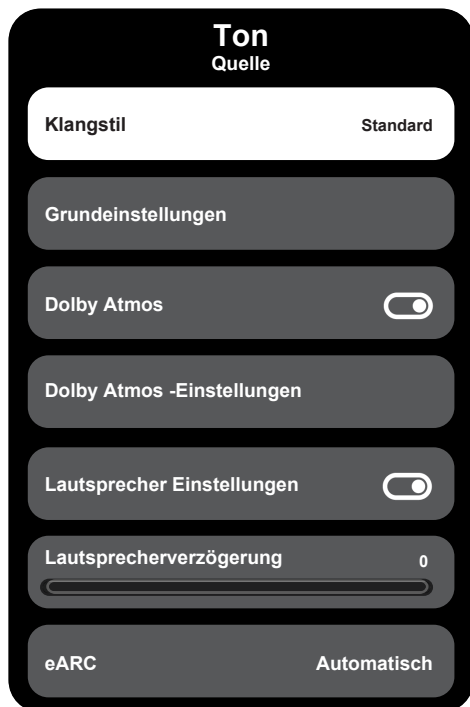 Ton
Quelle
Klangstil Standard
Grundeinstellungen
Dolby Atmos
Dolby Atmos -Einstellungen
Lautsprecher Einstellungen
Lautsprecherverzögerung 0
eARC Automatisch